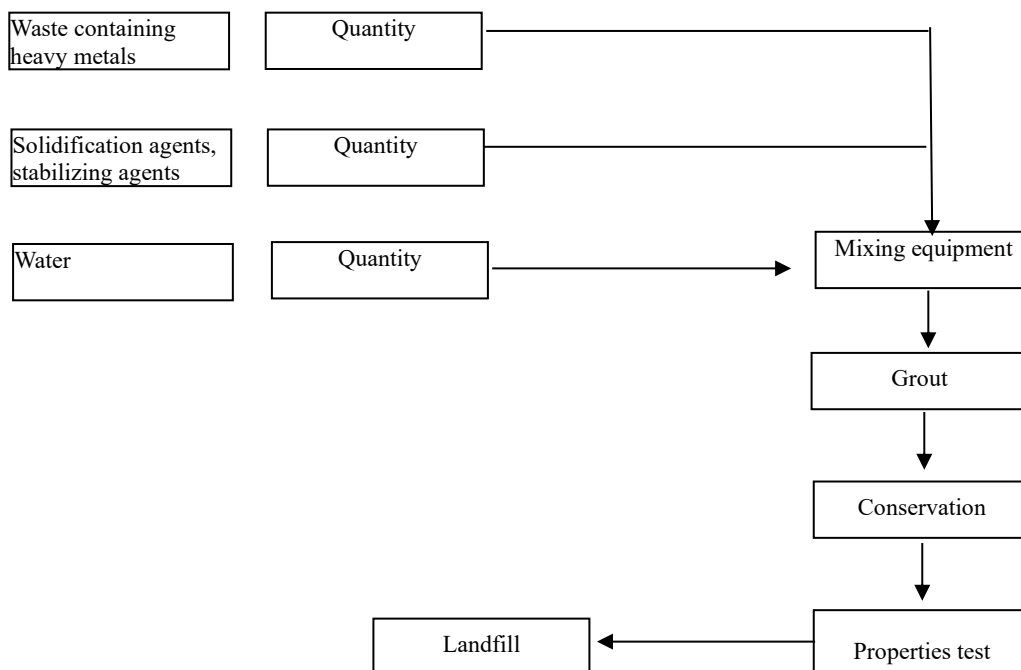 Waste containing
heavy metals
Quantity
Solidification agents,
stabilizing agents
Quantity
Water
Quantity
Mixing equipment
Grout
Conservation
Properties test
Landfill